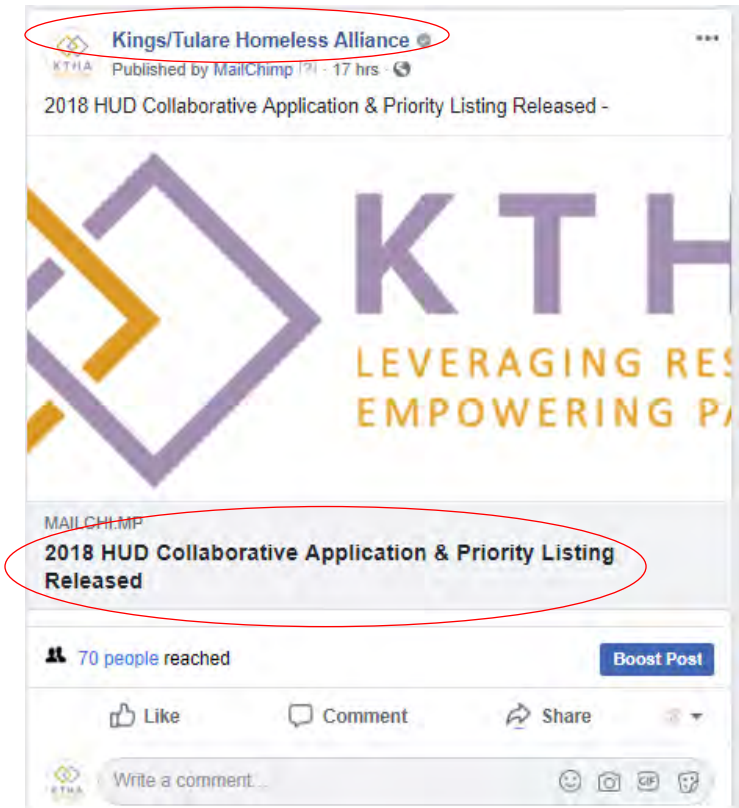 Kings/Tulare Homeless Alliance
KTHA
Published by MailChimp [?] · 17 hrs ·
2018 HUD Collaborative Application & Priority Listing Released -
KTH
LEVERAGING RES
EMPOWERING PA
MAILCHI.MP
2018 HUD Collaborative Application & Priority Listing
Released
70 people reached
Boost Post
Like
Comment
Share
KTHA
Write a comment...
GIF